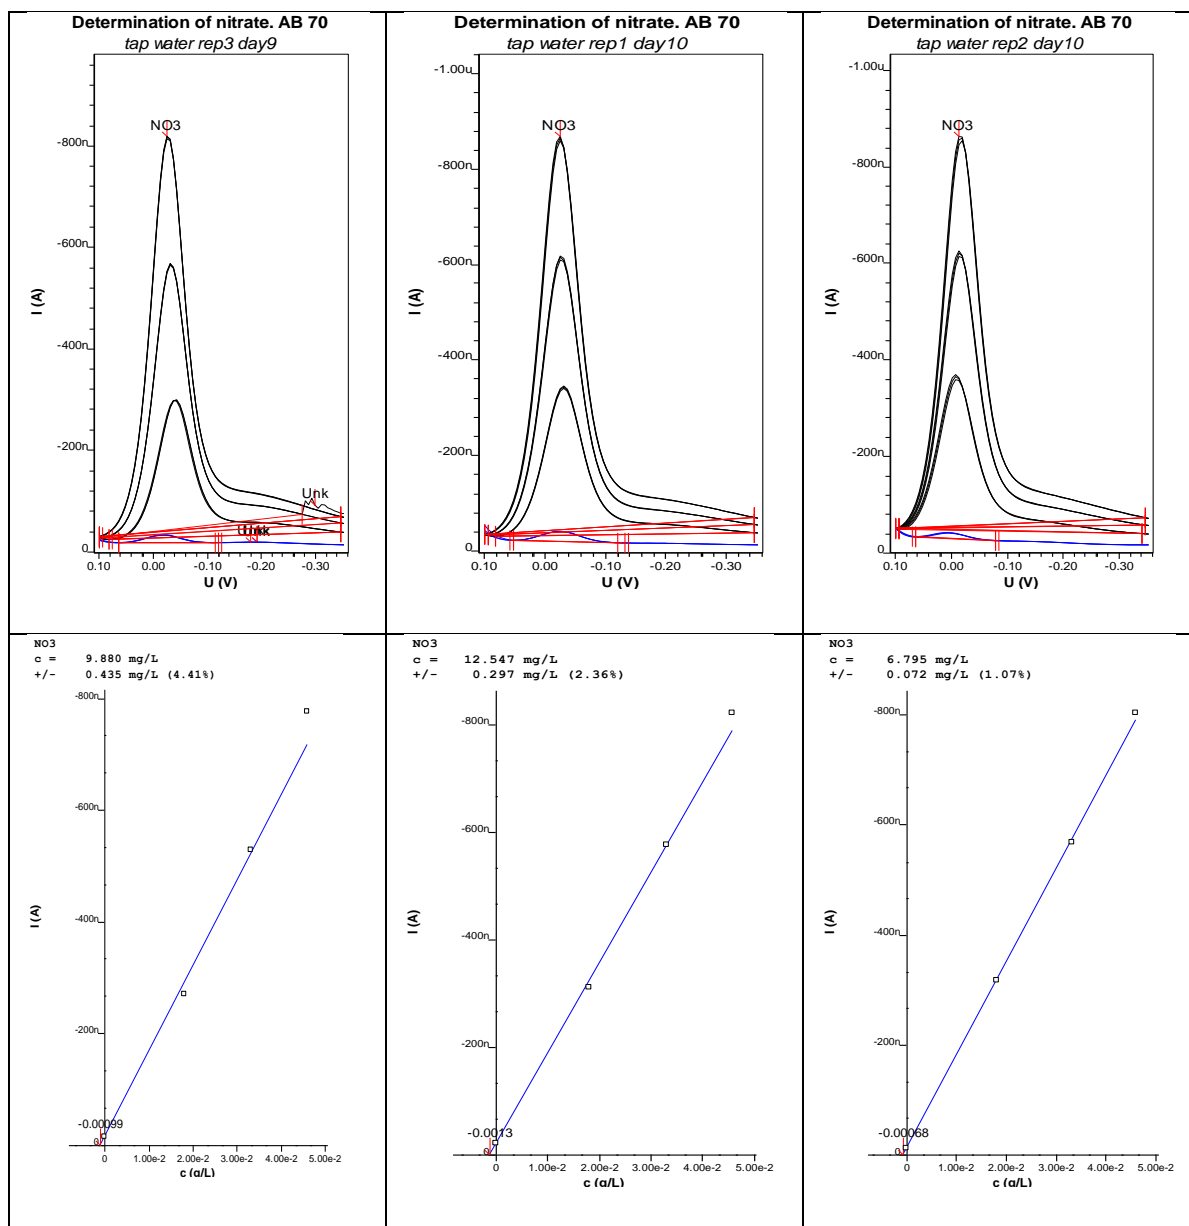 Determination of nitrate. AB 70
tap water rep3 day9
NO3
Unk
-800n
-600n
-400n
-200n
0
I (A)
0.10 0.00 -0.10 -0.20 -0.30
U (V)
Determination of nitrate. AB 70
tap water rep1 day10
-1.00u
NO3
-800n
-600n
-400n
-200n
0
I (A)
0.10 0.00 -0.10 -0.20 -0.30
U (V)
Determination of nitrate. AB 70
tap water rep2 day10
-1.00u
NO3
-800n
-600n
-400n
-200n
0
I (A)
0.10 0.00 -0.10 -0.20 -0.30
U (V)
NO3
c = 9.880 mg/L
+/- 0.435 mg/L (4.41%)
-800n
-600n
-400n
-200n
-0.00099
0
I (A)
0 1.00e-2 2.00e-2 3.00e-2 4.00e-2 5.00e-2
c (g/L)
NO3
c = 12.547 mg/L
+/- 0.297 mg/L (2.36%)
-800n
-600n
-400n
-200n
-0.0013
0
I (A)
0 1.00e-2 2.00e-2 3.00e-2 4.00e-2 5.00e-2
c (g/L)
NO3
c = 6.795 mg/L
+/- 0.072 mg/L (1.07%)
-800n
-600n
-400n
-200n
-0.00068
0
I (A)
0 1.00e-2 2.00e-2 3.00e-2 4.00e-2 5.00e-2
c (g/L)